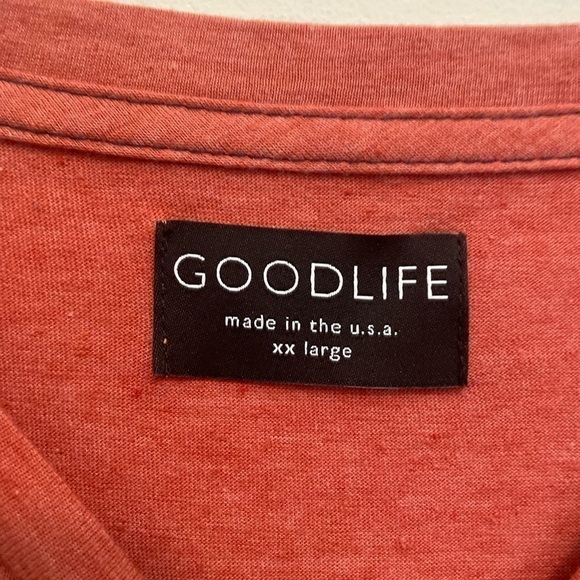 GOODLIFE
made in the u.s.a.
xx large